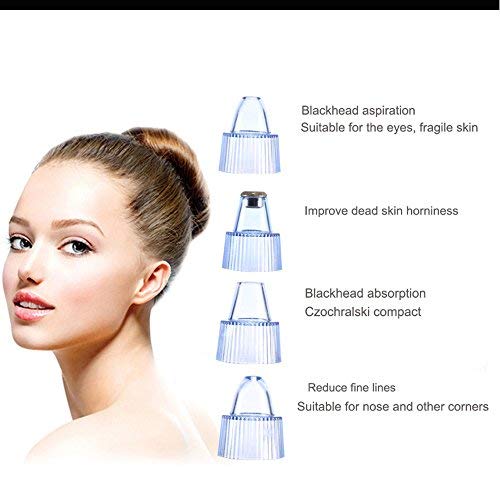 Blackhead aspiration
Suitable for the eyes, fragile skin
Improve dead skin horniness
Blackhead absorption
Czochralski compact
Reduce fine lines
Suitable for nose and other corners